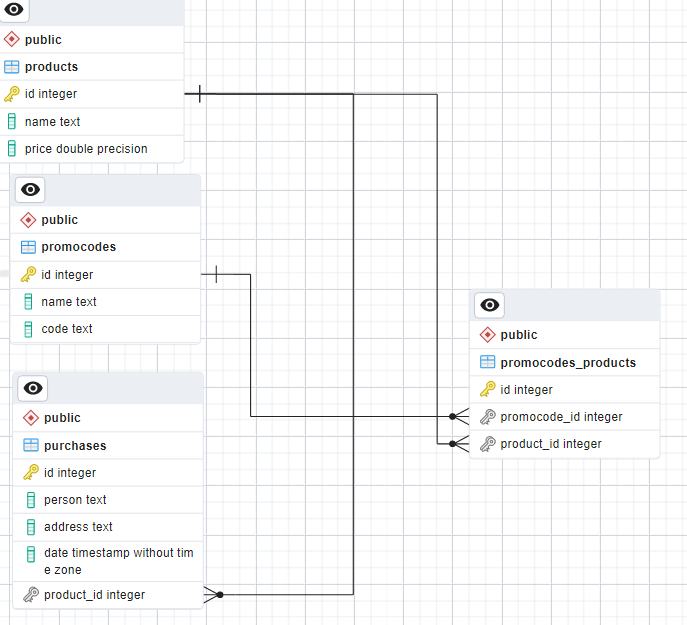 public
products
id integer
name text
price double precision
public
promocodes
id integer
name text
code text
public
purchases
id integer
person text
address text
date timestamp without tim
e zone
product_id integer
public
promocodes_products
id integer
promocode_id integer
product_id integer